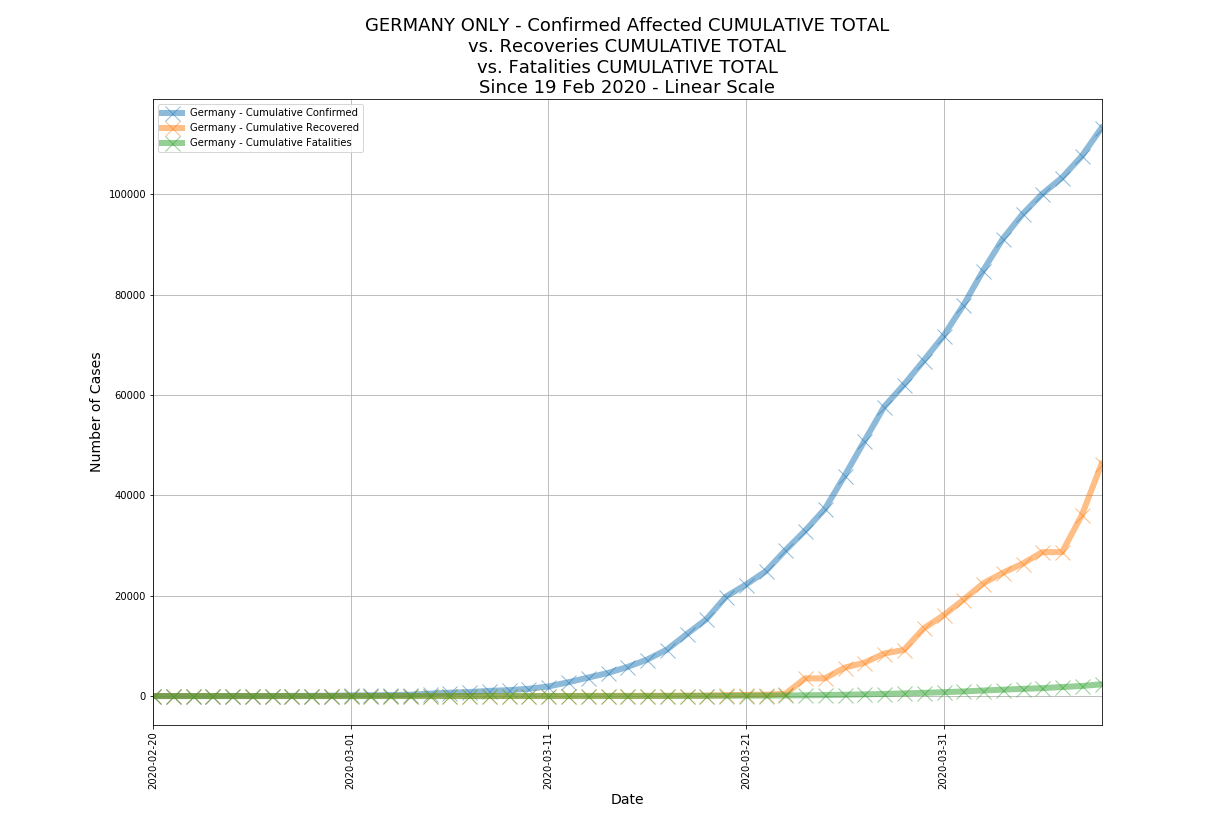 GERMANY ONLY - Confirmed Affected CUMULATIVE TOTAL
vs. Recoveries CUMULATIVE TOTAL
vs. Fatalities CUMULATIVE TOTAL
Since 19 Feb 2020 - Linear Scale
Germany - Cumulative Confirmed
Germany - Cumulative Recovered
Germany - Cumulative Fatalities
Number of Cases
100000
80000
60000
40000
20000
0
2020-02-20
2020-03-01
2020-03-11
2020-03-21
2020-03-31
Date